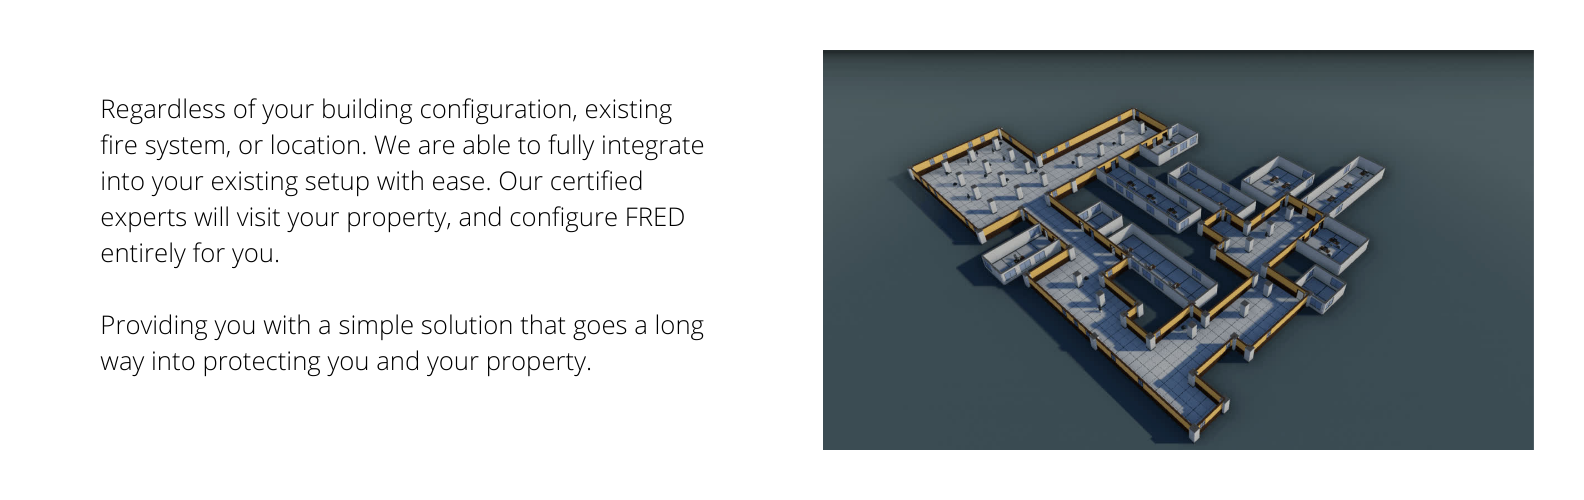 Regardless of your building configuration, existing
fire system, or location. We are able to fully integrate
into your existing setup with ease. Our certified
experts will visit your property, and configure FRED
entirely for you.
Providing you with a simple solution that goes a long
way into protecting you and your property.